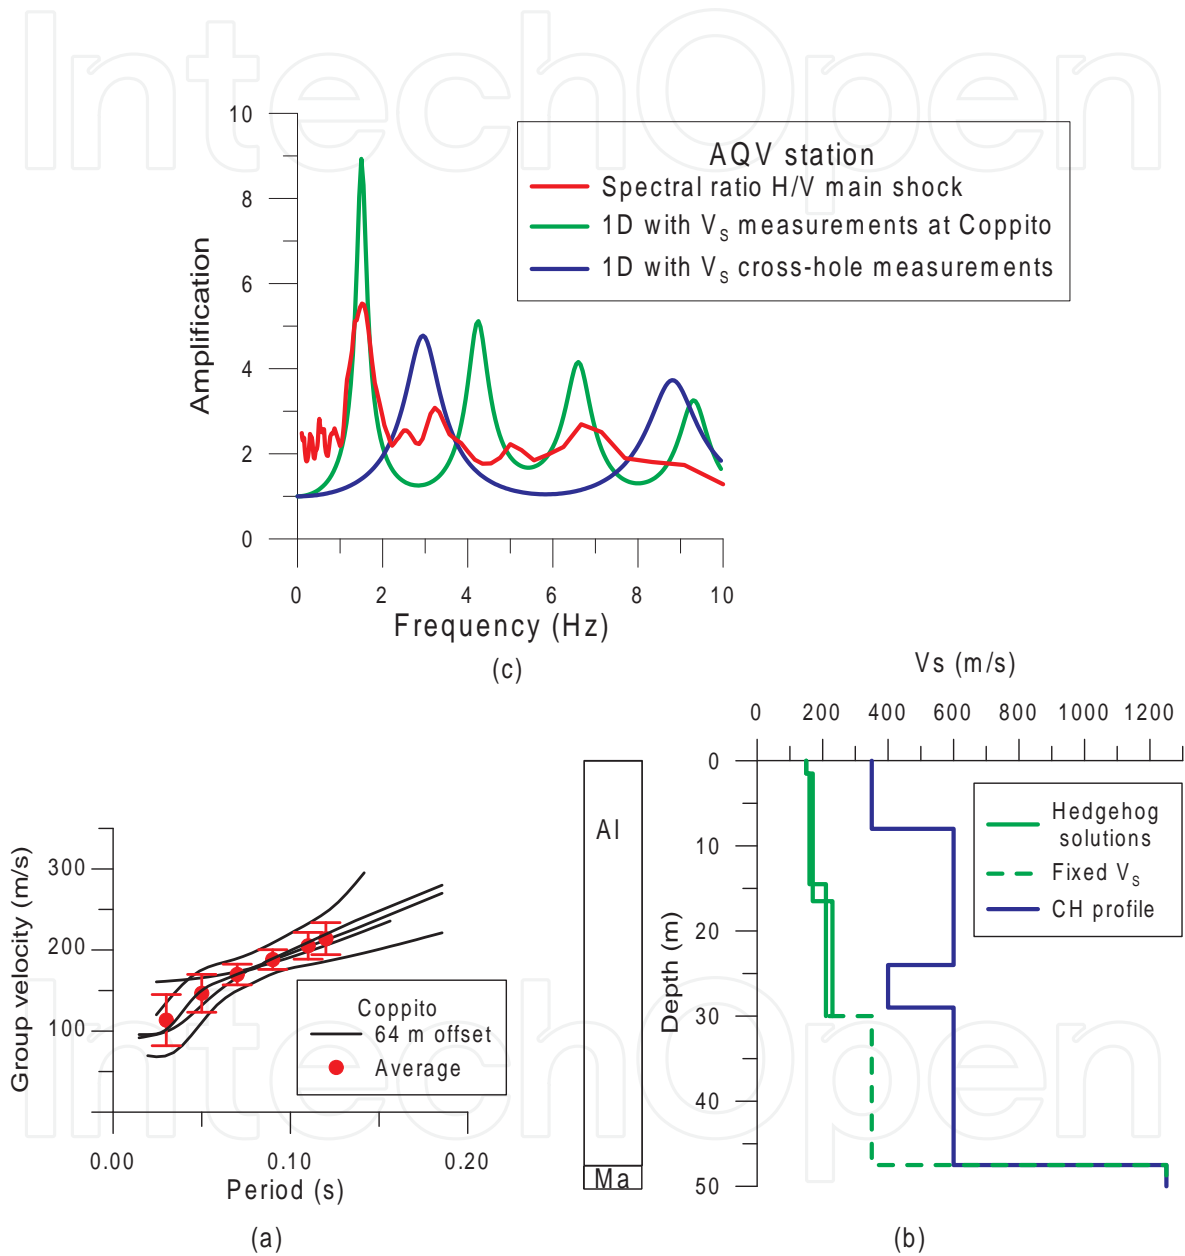 IntechOpen
10
8
6
4
2
0
Amplification
AQV station
Spectral ratio H/V main shock
1D with VS measurements at Coppito
1D with VS cross-hole measurements
0 2 4 6 8 10
Frequency (Hz)
(c)
300
200
100
Group velocity (m/s)
Coppito
64 m offset
Average
0.00 0.10 0.20
Period (s)
(a)
Al
Ma
Vs (m/s)
0 200 400 600 800 1000 1200
0
10
20
30
40
50
Depth (m)
Hedgehog
solutions
Fixed VS
CH profile
(b)
IntechOpen